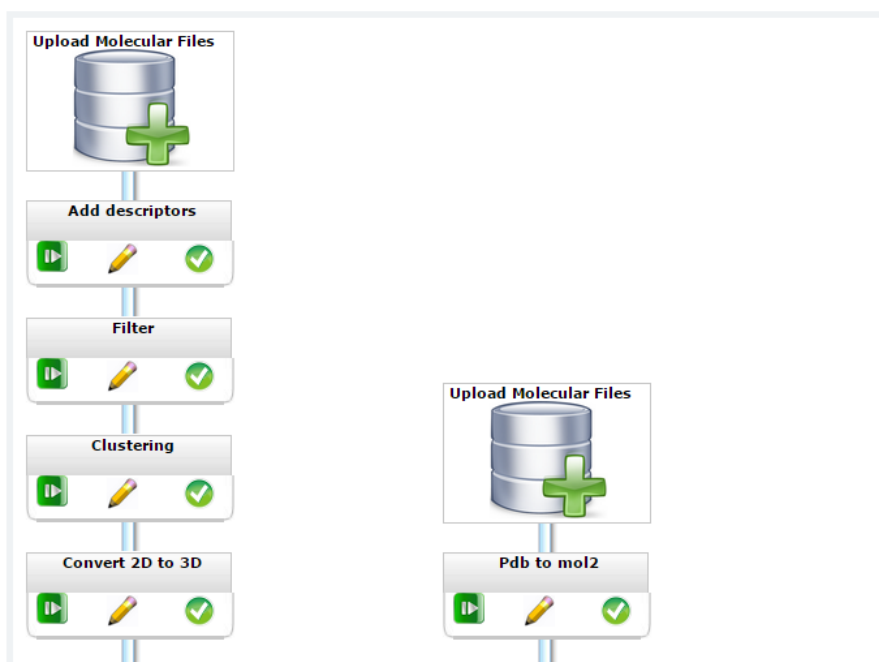 Upload Molecular Files
Add descriptors
Filter
Clustering
Convert 2D to 3D
Upload Molecular Files
Pdb to mol2